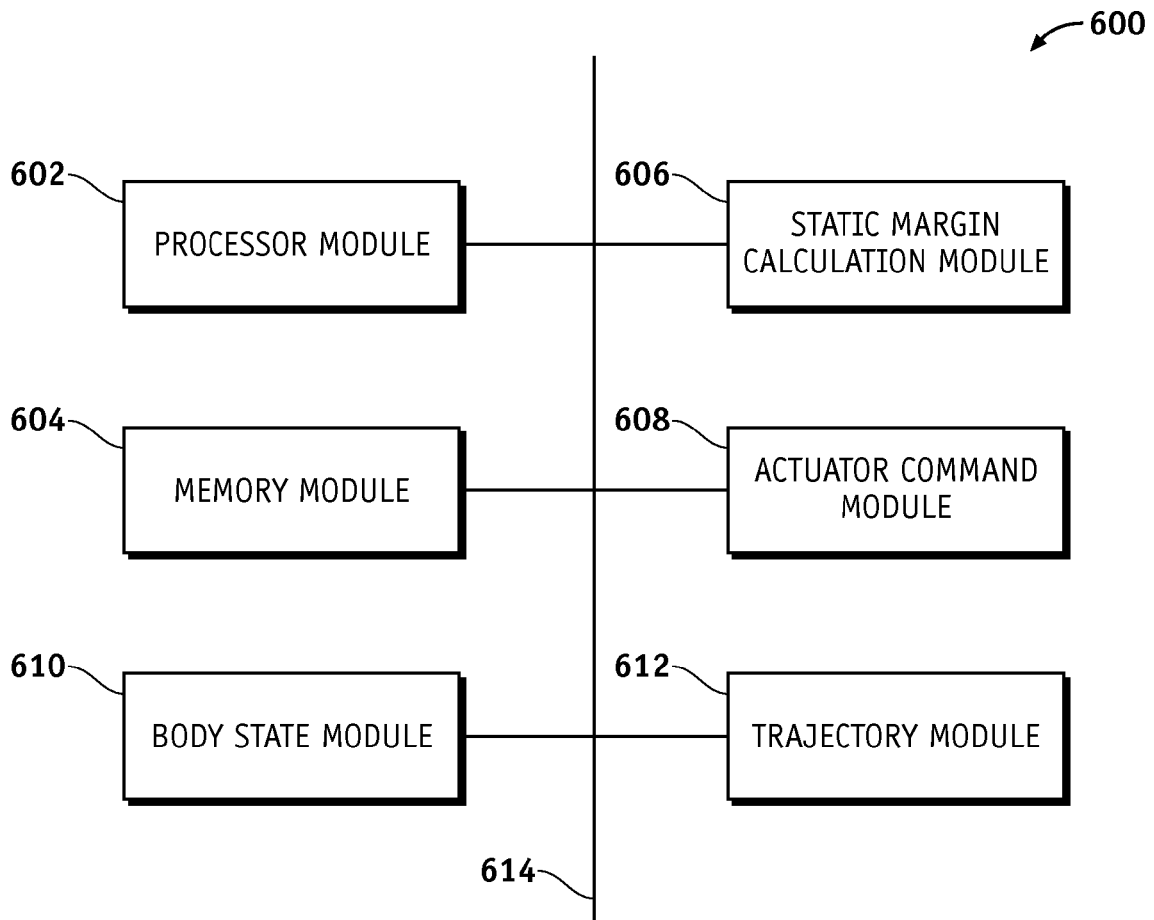 600
602
PROCESSOR MODULE
606
STATIC MARGIN
CALCULATION MODULE
604
MEMORY MODULE
608
ACTUATOR COMMAND
MODULE
610
BODY STATE MODULE
612
TRAJECTORY MODULE
614